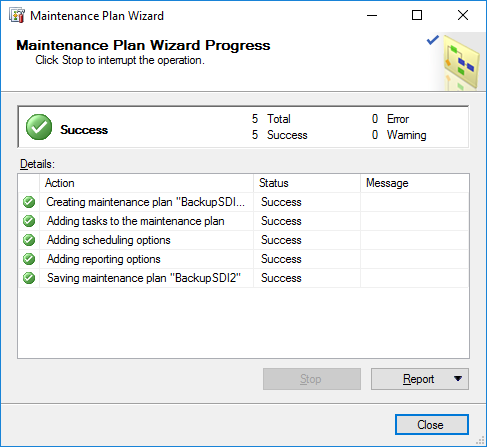 Maintenance Plan Wizard
Maintenance Plan Wizard Progress
Click Stop to interrupt the operation.
Success
5 Total 0 Error
5 Success 0 Warning
Details:
Action Status Message
Creating maintenance plan "BackupSDI... Success
Adding tasks to the maintenance plan Success
Adding scheduling options Success
Adding reporting options Success
Saving maintenance plan "BackupSDI2" Success
Stop Report
Close